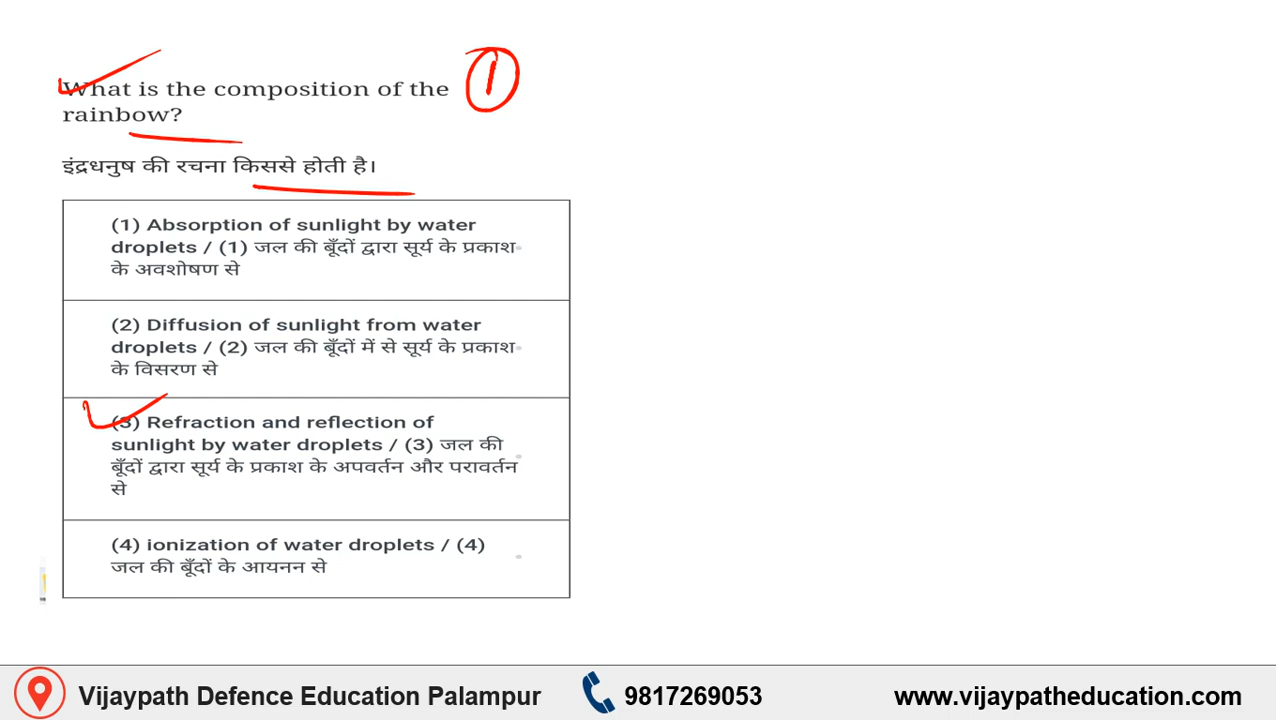 What is the composition of the
rainbow?
1
इंद्रधनुष की रचना किससे होती है।
(1) Absorption of sunlight by water
droplets / (1) जल की बूँदों द्वारा सूर्य के प्रकाश
के अवशोषण से
(2) Diffusion of sunlight from water
droplets / (2) जल की बूँदों में से सूर्य के प्रकाश
के विसरण से
(3) Refraction and reflection of
sunlight by water droplets / (3) जल की
बूँदों द्वारा सूर्य के प्रकाश के अपवर्तन और परावर्तन
से
(4) ionization of water droplets / (4)
जल की बूँदों के आयनन से
Vijaypath Defence Education Palampur 9817269053 www.vijaypatheducation.com